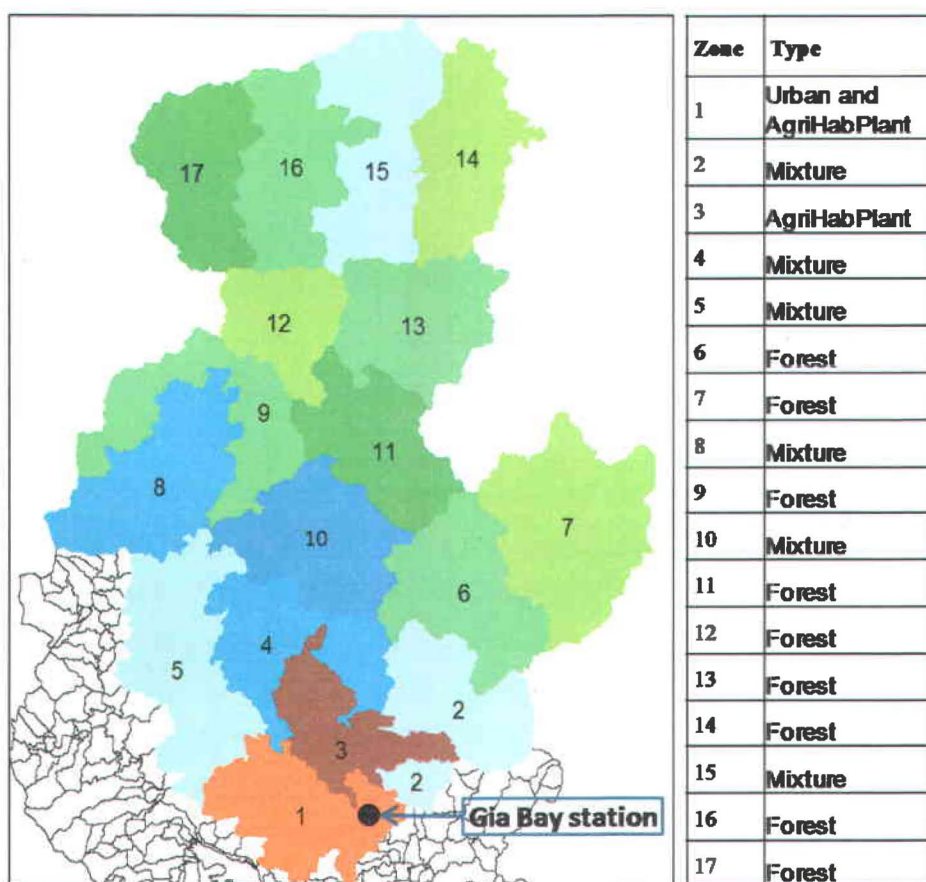 17
16
15
14
12
13
9
11
8
7
10
6
4
5
2
3
2
1
Gia Bay station
Zone Type
1 Urban and
AgriHabPlant
2 Mixture
3 AgriHabPlant
4 Mixture
5 Mixture
6 Forest
7 Forest
8 Mixture
9 Forest
10 Mixture
11 Forest
12 Forest
13 Forest
14 Forest
15 Mixture
16 Forest
17 Forest